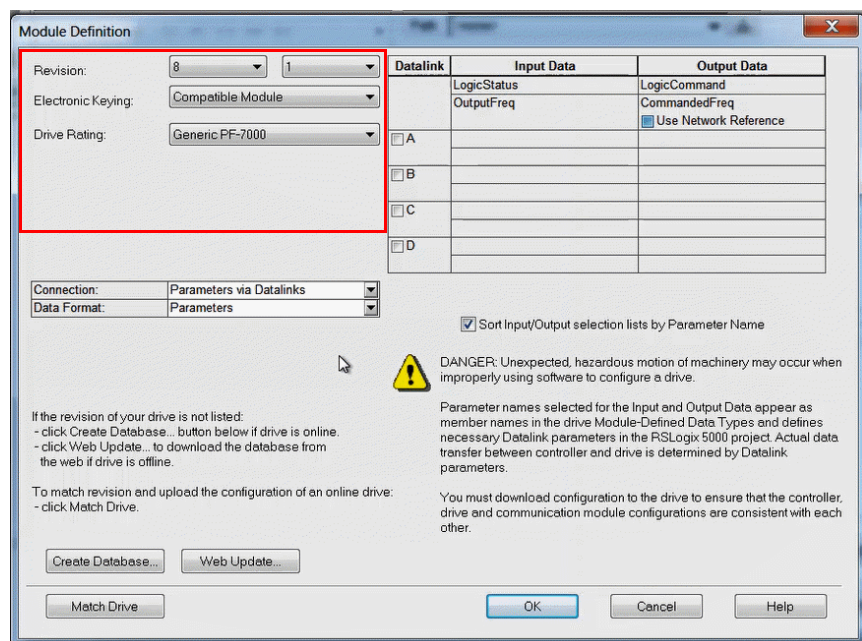 Module Definition
Revision: 8 1
Electronic Keying: Compatible Module
Drive Rating: Generic PF-7000
Datalink Input Data Output Data
LogicStatus LogicCommand
OutputFreq CommandedFreq
Use Network Reference
A
B
C
D
Connection: Parameters via Datalinks
Data Format: Parameters
Sort Input/Output selection lists by Parameter Name
DANGER: Unexpected, hazardous motion of machinery may occur when
improperly using software to configure a drive.
Parameter names selected for the Input and Output Data appear as
member names in the drive Module-Defined Data Types and defines
necessary Datalink parameters in the RSLogix 5000 project. Actual data
transfer between controller and drive is determined by Datalink
parameters.
You must download configuration to the drive to ensure that the controller,
drive and communication module configurations are consistent with each
other.
If the revision of your drive is not listed:
- click Create Database... button below if drive is online.
- click Web Update... to download the database from
the web if drive is offline.
To match revision and upload the configuration of an online drive:
- click Match Drive.
Create Database... Web Update...
Match Drive OK Cancel Help